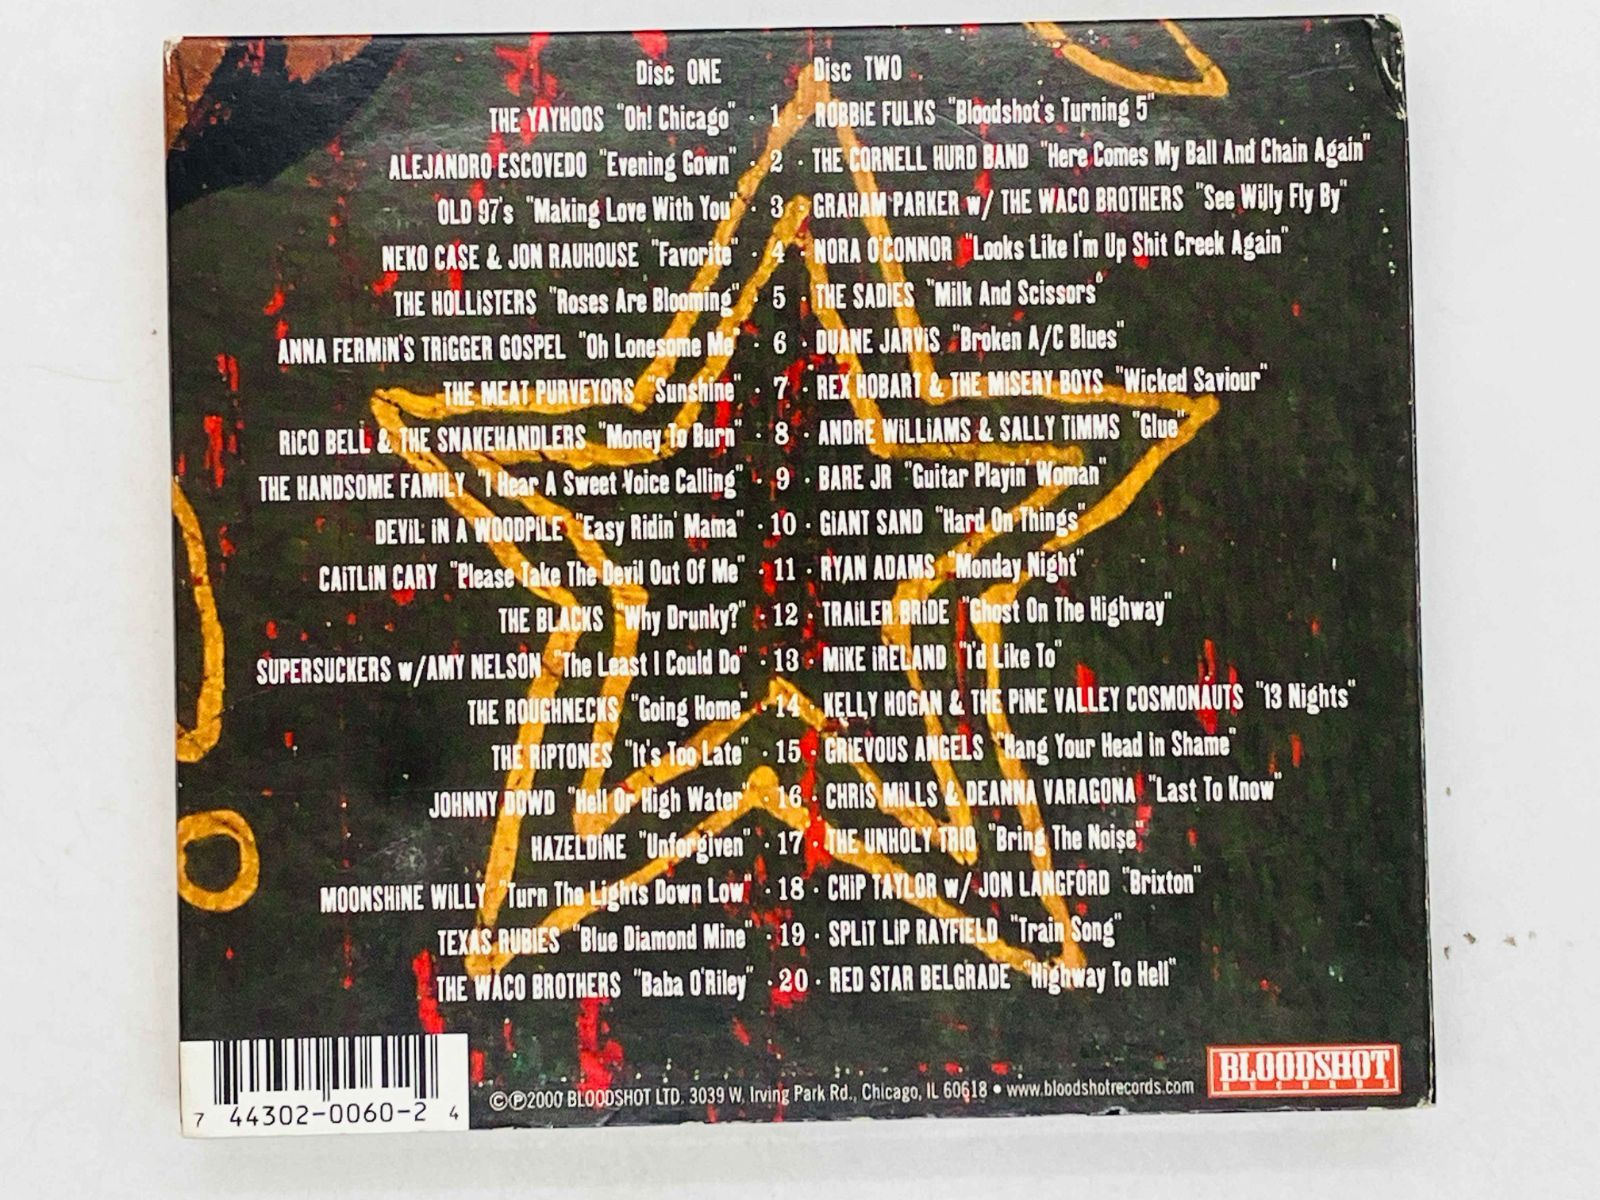 Disc ONE
THE YAYHOOS "Oh! Chicago" · 1
ALEJANDRO ESCOVEDO "Evening Gown" · 2
OLD 97's "Making Love With You" · 3
NEKO CASE & JON RAUHOUSE "Favorite" · 4
THE HOLLiSTERS "Roses Are Blooming" · 5
ANNA FERMiN'S TRiGGER GOSPEL "Oh Lonesome Me" · 6
THE MEAT PURVEYORS "Sunshine" · 7
RiCO BELL & THE SNAKEHANDLERS "Money To Burn" · 8
THE HANDSOME FAMiLY "I Hear A Sweet Voice Calling" · 9
DEViL iN A WOODPiLE "Easy Ridin' Mama" · 10
CAiTLiN CARY "Please Take The Devil Out Of Me" · 11
THE BLACKS "Why Drunky?" · 12
SUPERSUCKERS w/AMY NELSON "The Least I Could Do" · 13
THE ROUGHNECKS "Going Home" · 14
THE RiPTONES "It's Too Late" · 15
JOHNNY DOWD "Hell Or High Water" · 16
HAZELDiNE "Unforgiven" · 17
MOONSHiNE WiLLY "Turn The Lights Down Low" · 18
TEXAS RUBiES "Blue Diamond Mine" · 19
THE WACO BROTHERS "Baba O'Riley" · 20
Disc TWO
· ROBBiE FULKS "Bloodshot's Turning 5"
· THE CORNELL HURD BAND "Here Comes My Ball And Chain Again"
· GRAHAM PARKER w/ THE WACO BROTHERS "See Willy Fly By"
· NORA O'CONNOR "Looks Like I'm Up Shit Creek Again"
· THE SADiES "Milk And Scissors"
· DUANE JARViS "Broken A/C Blues"
· REX HOBART & THE MiSERY BOYS "Wicked Saviour"
· ANDRE WiLLiAMS & SALLY TiMMS "Glue"
· BARE JR "Guitar Playin' Woman"
· GiANT SAND "Hard On Things"
· RYAN ADAMS "Monday Night"
· TRAiLER BRiDE "Ghost On The Highway"
· MiKE iRELAND "I'd Like To"
· KELLY HOGAN & THE PiNE VALLEY COSMONAUTS "13 Nights"
· GRiEVOUS ANGELS "Hang Your Head in Shame"
· CHRiS MiLLS & DEANNA VARAGONA "Last To Know"
· THE UNHOLY TRiO "Bring The Noise"
· CHiP TAYLOR w/ JON LANGFORD "Brixton"
· SPLiT LiP RAYFiELD "Train Song"
· RED STAR BELGRADE "Highway To Hell"
7 44302-0060-2 4
©℗2000 BLOODSHOT LTD. 3039 W. Irving Park Rd., Chicago, IL 60618 • www.bloodshotrecords.com
BLOODSHOT
RECORDS